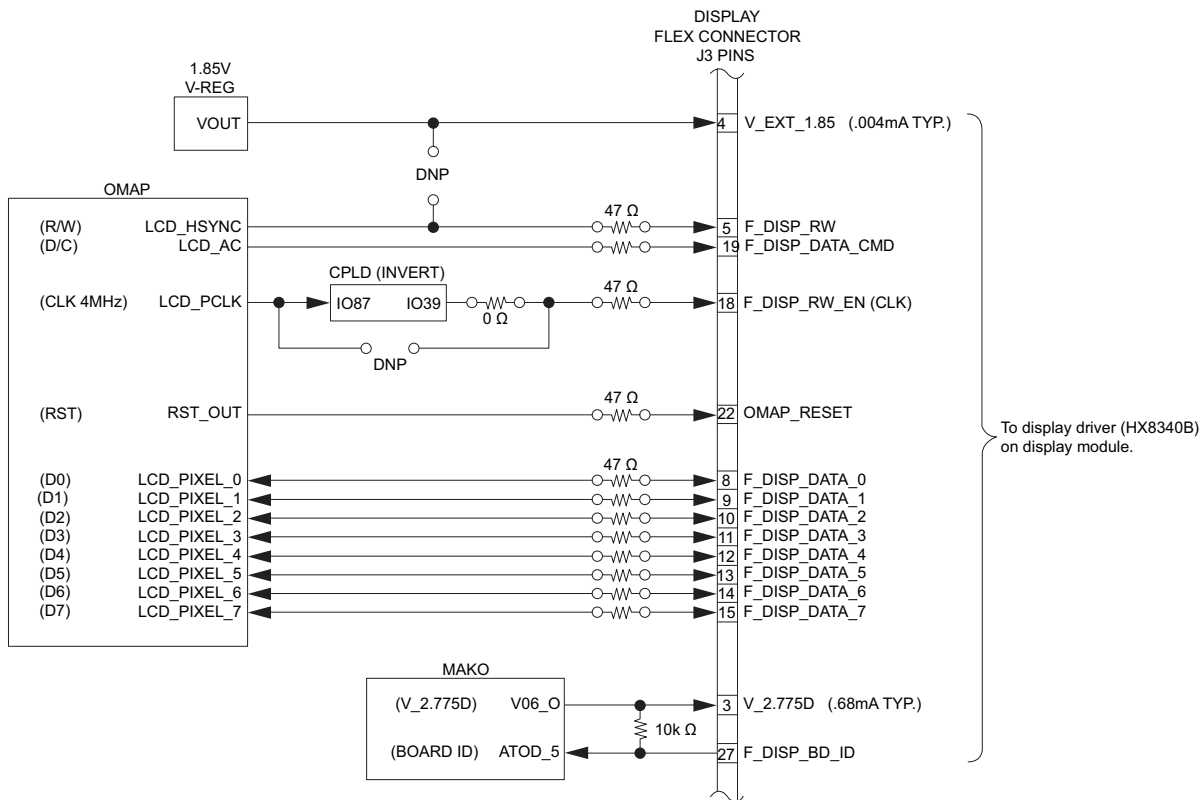 DISPLAY
FLEX CONNECTOR
J3 PINS
1.85V
V-REG
VOUT
4 V_EXT_1.85 (.004mA TYP.)
DNP
OMAP
(R/W) LCD_HSYNC 47 Ω 5 F_DISP_RW
(D/C) LCD_AC 19 F_DISP_DATA_CMD
CPLD (INVERT)
(CLK 4MHz) LCD_PCLK IO87 IO39 0 Ω 47 Ω 18 F_DISP_RW_EN (CLK)
DNP
(RST) RST_OUT 47 Ω 22 OMAP_RESET
To display driver (HX8340B)
on display module.
47 Ω
(D0) LCD_PIXEL_0 8 F_DISP_DATA_0
(D1) LCD_PIXEL_1 9 F_DISP_DATA_1
(D2) LCD_PIXEL_2 10 F_DISP_DATA_2
(D3) LCD_PIXEL_3 11 F_DISP_DATA_3
(D4) LCD_PIXEL_4 12 F_DISP_DATA_4
(D5) LCD_PIXEL_5 13 F_DISP_DATA_5
(D6) LCD_PIXEL_6 14 F_DISP_DATA_6
(D7) LCD_PIXEL_7 15 F_DISP_DATA_7
MAKO
(V_2.775D) V06_O 3 V_2.775D (.68mA TYP.)
10k Ω
(BOARD ID) ATOD_5 27 F_DISP_BD_ID